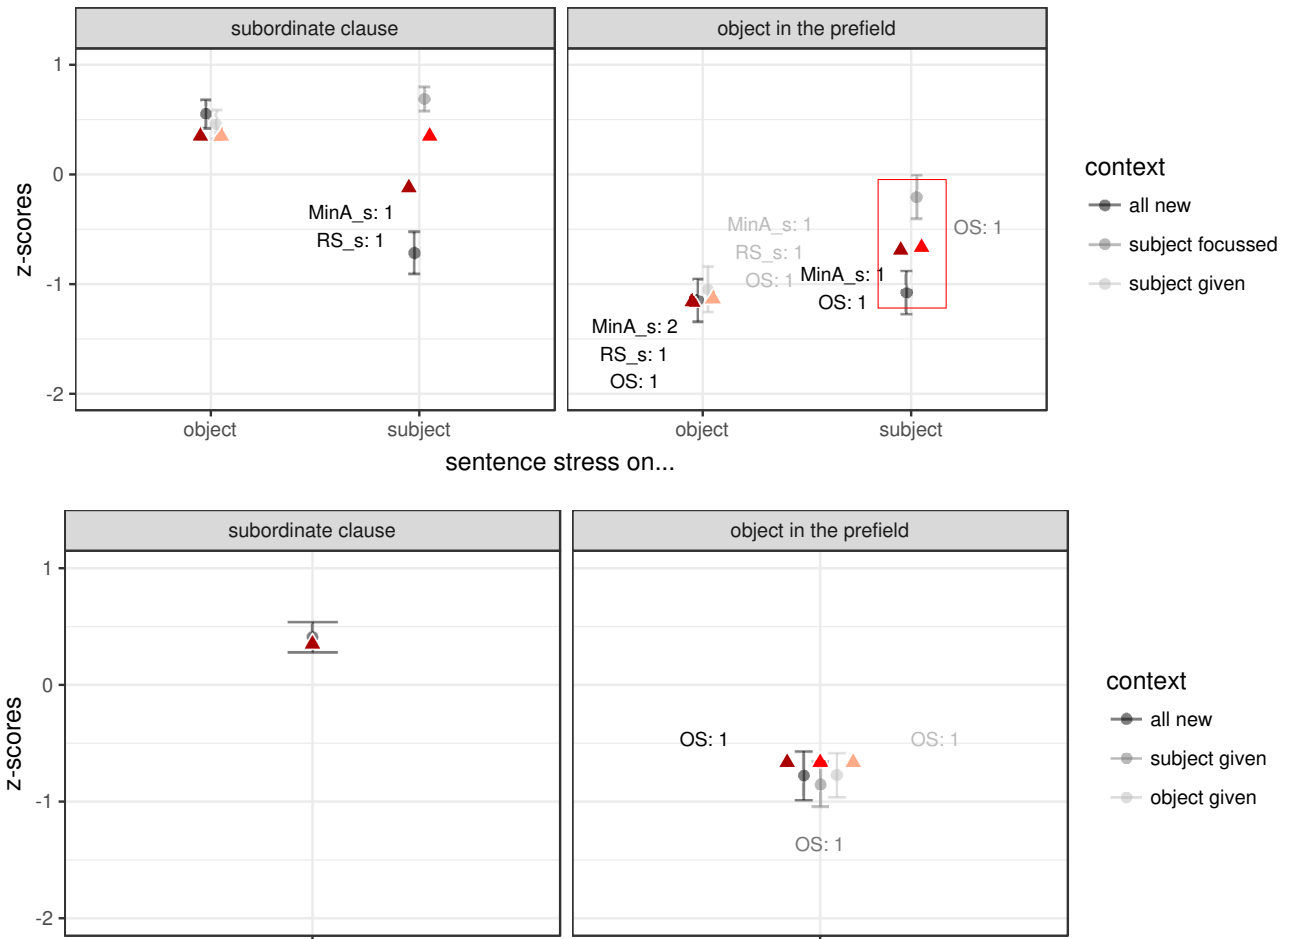 subordinate clause
object in the prefield
1
0
-1
-2
z-scores
MinA_s: 1
RS_s: 1
MinA_s: 1
RS_s: 1
OS: 1
MinA_s: 2
RS_s: 1
OS: 1
MinA_s: 1
OS: 1
OS: 1
object
subject
object
subject
sentence stress on...
context
all new
subject focussed
subject given
subordinate clause
object in the prefield
1
0
-1
-2
z-scores
OS: 1
OS: 1
OS: 1
context
all new
subject given
object given